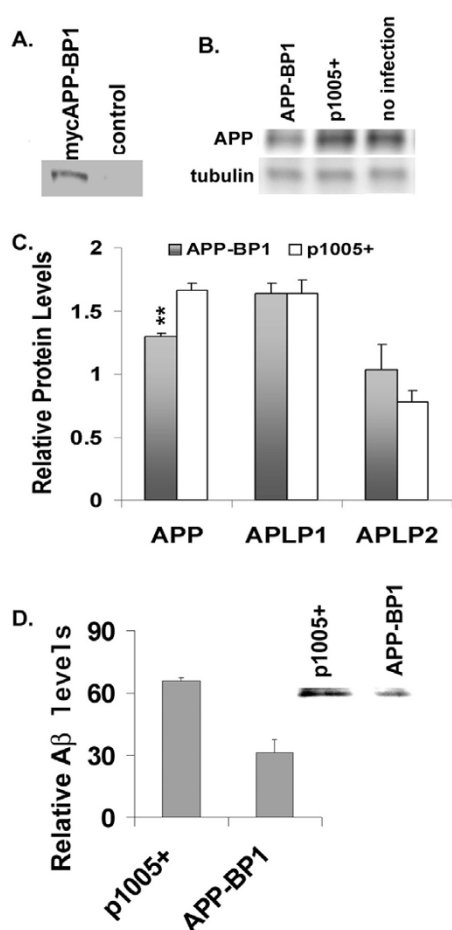 A.
mycAPP-BP1
control
B.
APP-BP1
p1005+
no infection
APP
tubulin
C.
APP-BP1
p1005+
Relative Protein Levels
2
1.5
1
0.5
0
**
APP
APLP1
APLP2
D.
Relative Aβ levels
90
60
30
0
p1005+
APP-BP1
p1005+
APP-BP1